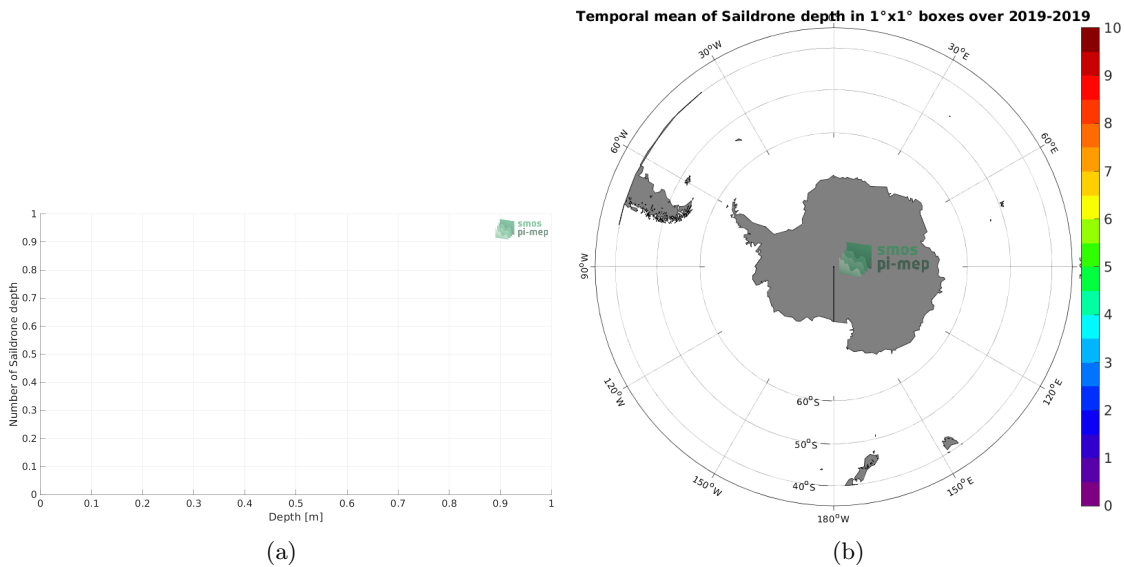 Temporal mean of Saildrone depth in 1°x1° boxes over 2019-2019
30°W
30°E
60°W
60°E
90°W
120°W
120°E
150°W
150°E
180°W
60°S
50°S
40°S
smos
pi-mep
10
9
8
7
6
5
4
3
2
1
0
smos
pi-mep
Number of Saildrone depth
1
0.9
0.8
0.7
0.6
0.5
0.4
0.3
0.2
0.1
0
0
0.1
0.2
0.3
0.4
0.5
0.6
0.7
0.8
0.9
1
Depth [m]
(a)
(b)